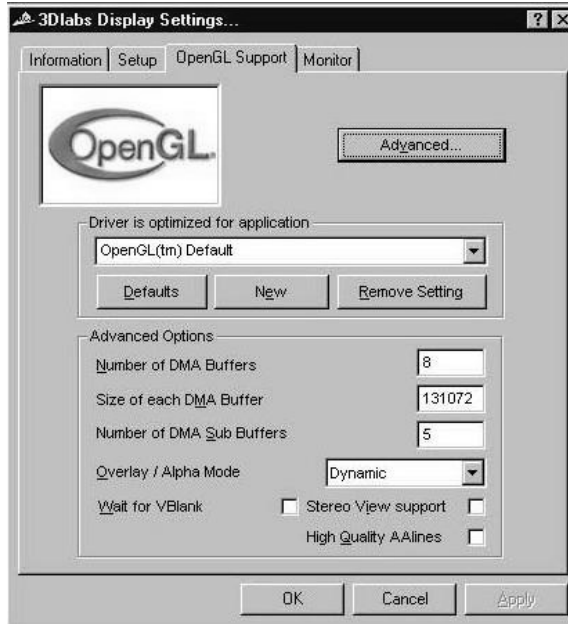 3Dlabs Display Settings...
Information Setup OpenGL Support Monitor
OpenGL.
Advanced...
Driver is optimized for application
OpenGL(tm) Default
Defaults New Remove Setting
Advanced Options
Number of DMA Buffers 8
Size of each DMA Buffer 131072
Number of DMA Sub Buffers 5
Overlay / Alpha Mode Dynamic
Wait for VBlank Stereo View support
High Quality AAlines
OK Cancel Apply